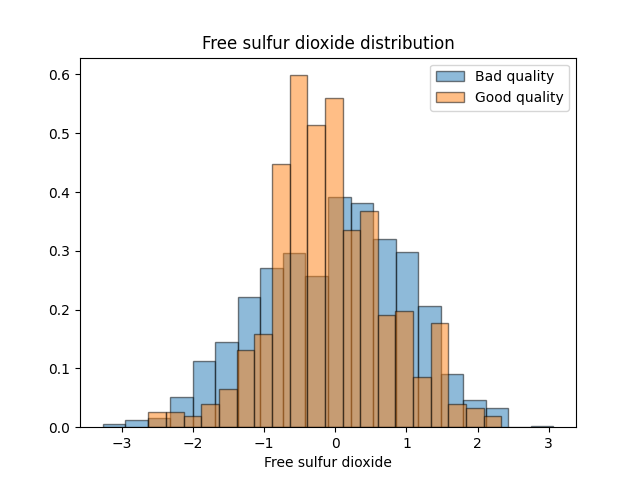 Free sulfur dioxide distribution
Bad quality
Good quality
0.6
0.5
0.4
0.3
0.2
0.1
0.0
−3 −2 −1 0 1 2 3
Free sulfur dioxide